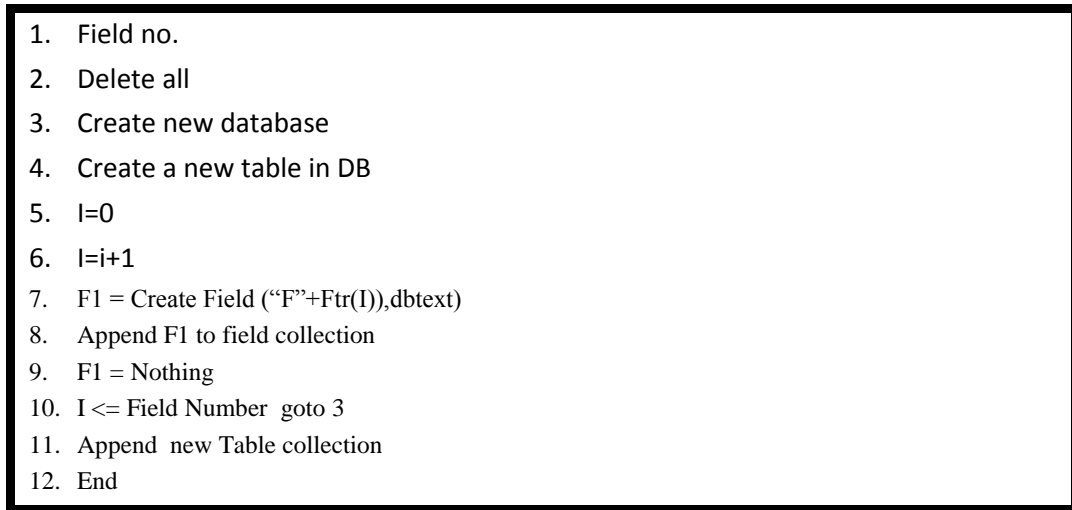 1. Field no.
2. Delete all
3. Create new database
4. Create a new table in DB
5. I=0
6. I=i+1
7. F1 = Create Field (“F”+Ftr(I)),dbtext)
8. Append F1 to field collection
9. F1 = Nothing
10. I <= Field Number goto 3
11. Append new Table collection
12. End